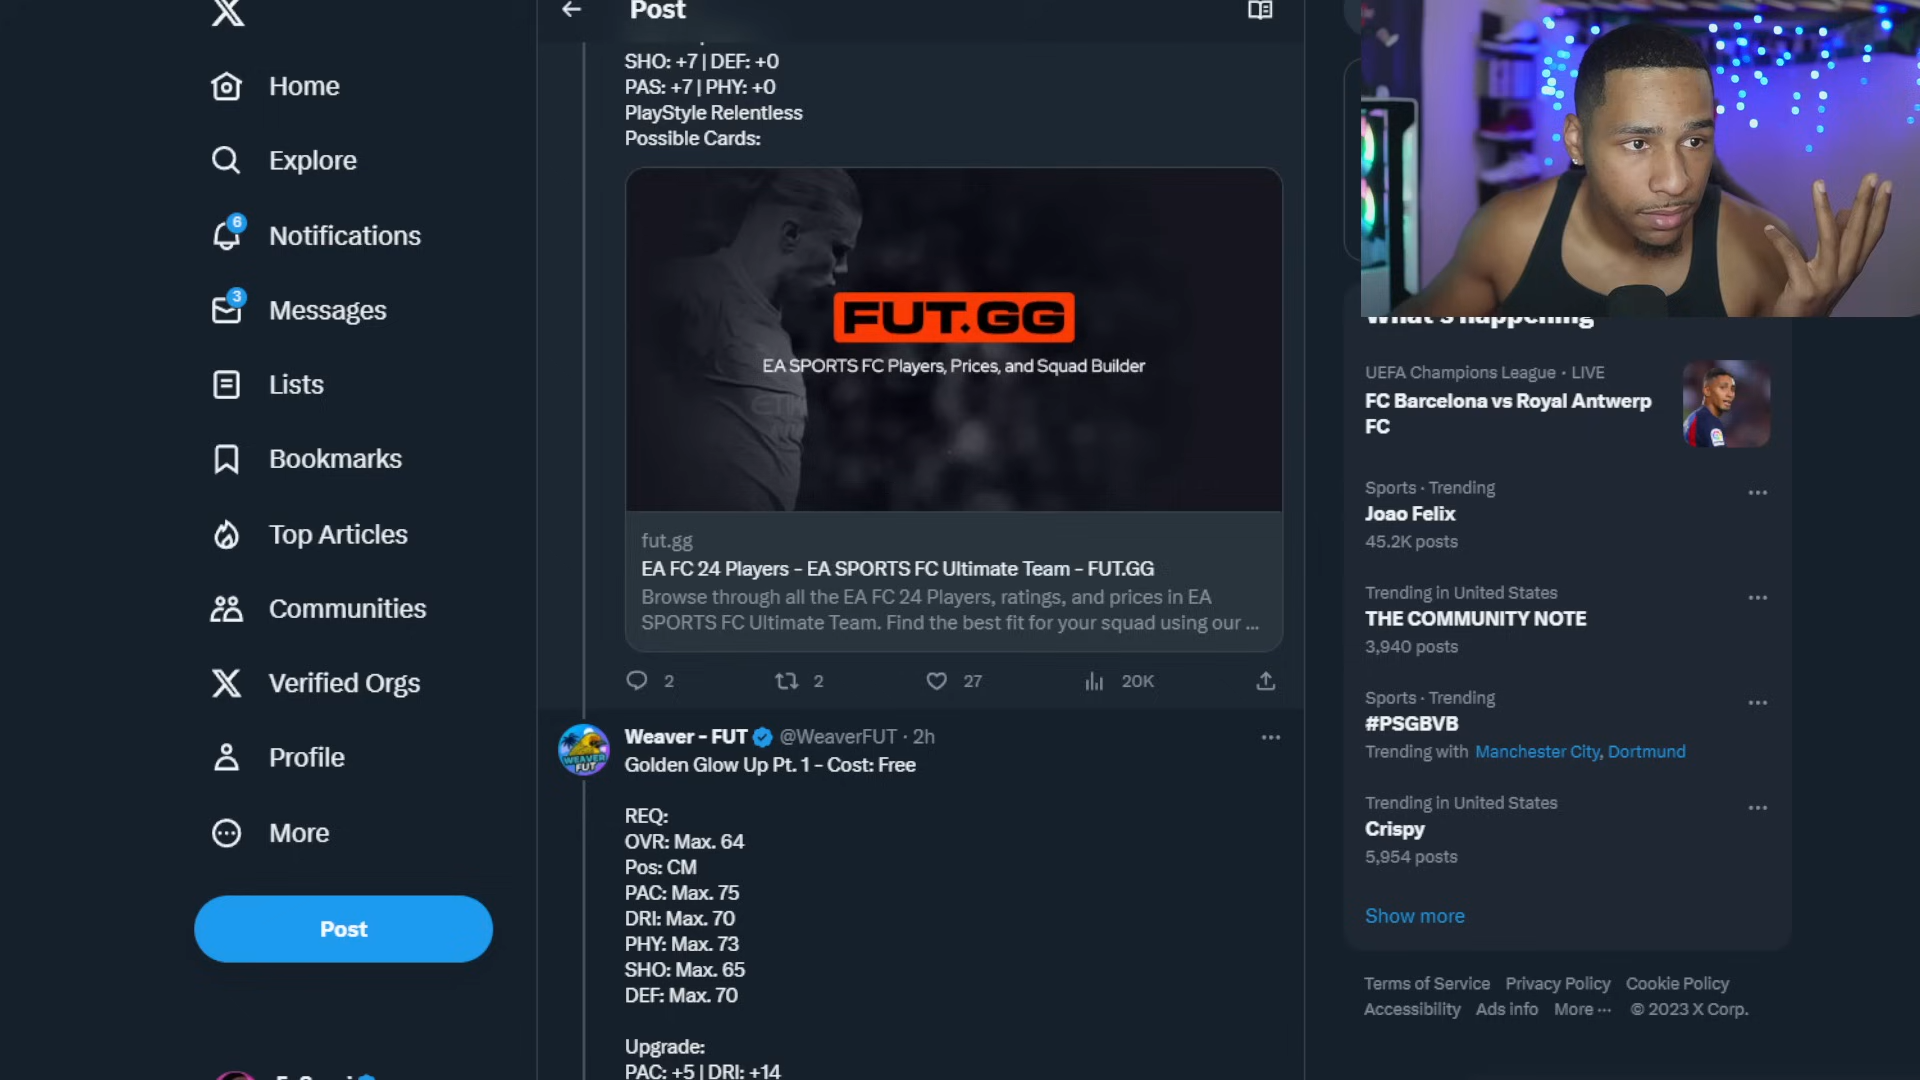 Home
Explore
6
Notifications
3
Messages
Lists
Bookmarks
Top Articles
Communities
Verified Orgs
Profile
More
Post
Post
SHO: +7 | DEF: +0
PAS: +7 | PHY: +0
PlayStyle Relentless
Possible Cards:
FUT.GG
EA SPORTS FC Players, Prices, and Squad Builder
fut.gg
EA FC 24 Players - EA SPORTS FC Ultimate Team - FUT.GG
Browse through all the EA FC 24 Players, ratings, and prices in EA
SPORTS FC Ultimate Team. Find the best fit for your squad using our ...
2 2 27 20K
Weaver - FUT @WeaverFUT · 2h
WEAVER
FUT
Golden Glow Up Pt. 1 - Cost: Free
REQ:
OVR: Max. 64
Pos: CM
PAC: Max. 75
DRI: Max. 70
PHY: Max. 73
SHO: Max. 65
DEF: Max. 70
Upgrade:
PAC: +5 | DRI: +14
What's happening
UEFA Champions League · LIVE
FC Barcelona vs Royal Antwerp
FC
Sports · Trending
Joao Felix
45.2K posts
Trending in United States
THE COMMUNITY NOTE
3,940 posts
Sports · Trending
#PSGBVB
Trending with Manchester City, Dortmund
Trending in United States
Crispy
5,954 posts
Show more
Terms of Service Privacy Policy Cookie Policy
Accessibility Ads info More ··· © 2023 X Corp.